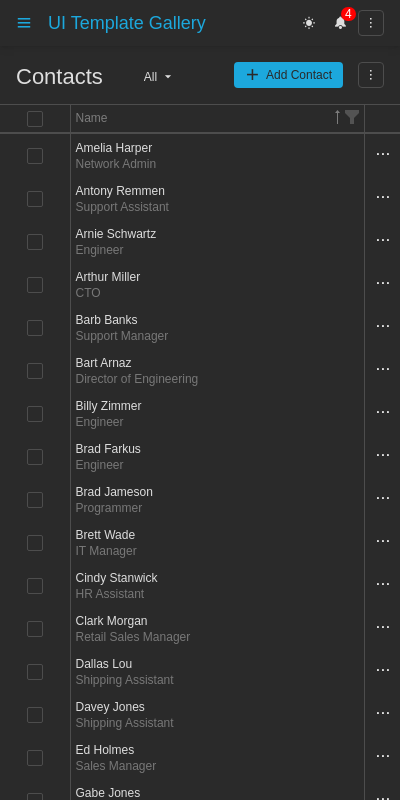 UI Template Gallery
4
Contacts
All
Add Contact
Name
Amelia Harper
Network Admin
Antony Remmen
Support Assistant
Arnie Schwartz
Engineer
Arthur Miller
CTO
Barb Banks
Support Manager
Bart Arnaz
Director of Engineering
Billy Zimmer
Engineer
Brad Farkus
Engineer
Brad Jameson
Programmer
Brett Wade
IT Manager
Cindy Stanwick
HR Assistant
Clark Morgan
Retail Sales Manager
Dallas Lou
Shipping Assistant
Davey Jones
Shipping Assistant
Ed Holmes
Sales Manager
Gabe Jones